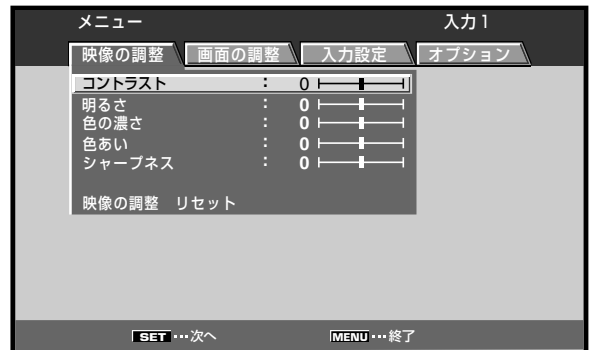 メニュー 入力1
映像の調整 画面の調整 入力設定 オプション
コントラスト : 0
明るさ : 0
色の濃さ : 0
色あい : 0
シャープネス : 0
映像の調整 リセット
SET…次へ MENU…終了